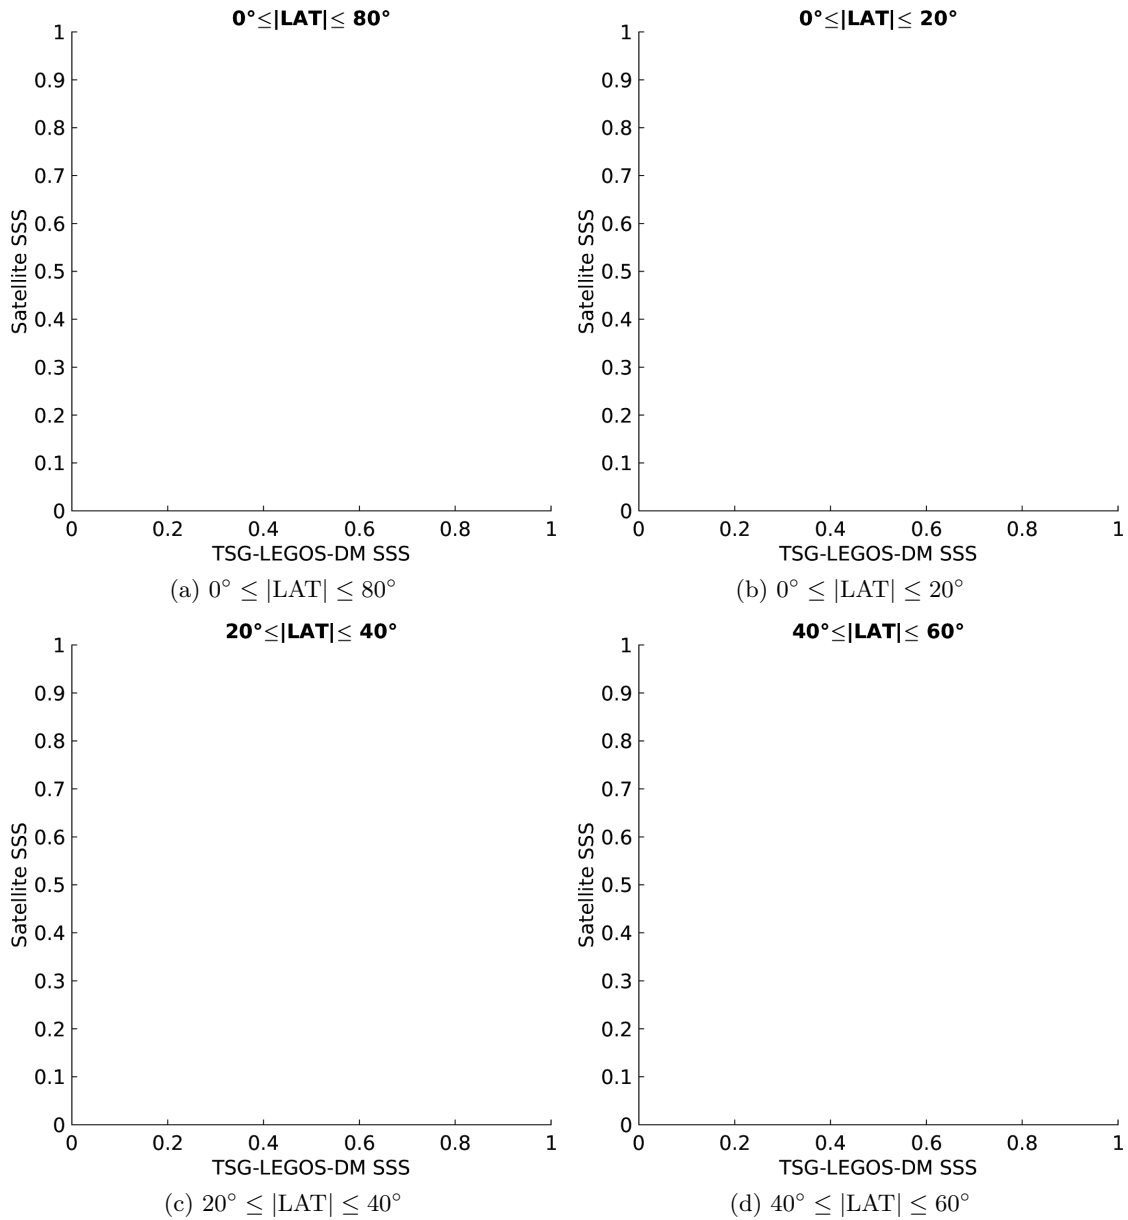 0°≤|LAT|≤ 80°
1
0.9
0.8
0.7
0.6
0.5
0.4
0.3
0.2
0.1
0
Satellite SSS
0 0.2 0.4 0.6 0.8 1
TSG-LEGOS-DM SSS
(a) 0° ≤ |LAT| ≤ 80°
0°≤|LAT|≤ 20°
1
0.9
0.8
0.7
0.6
0.5
0.4
0.3
0.2
0.1
0
Satellite SSS
0 0.2 0.4 0.6 0.8 1
TSG-LEGOS-DM SSS
(b) 0° ≤ |LAT| ≤ 20°
20°≤|LAT|≤ 40°
1
0.9
0.8
0.7
0.6
0.5
0.4
0.3
0.2
0.1
0
Satellite SSS
0 0.2 0.4 0.6 0.8 1
TSG-LEGOS-DM SSS
(c) 20° ≤ |LAT| ≤ 40°
40°≤|LAT|≤ 60°
1
0.9
0.8
0.7
0.6
0.5
0.4
0.3
0.2
0.1
0
Satellite SSS
0 0.2 0.4 0.6 0.8 1
TSG-LEGOS-DM SSS
(d) 40° ≤ |LAT| ≤ 60°